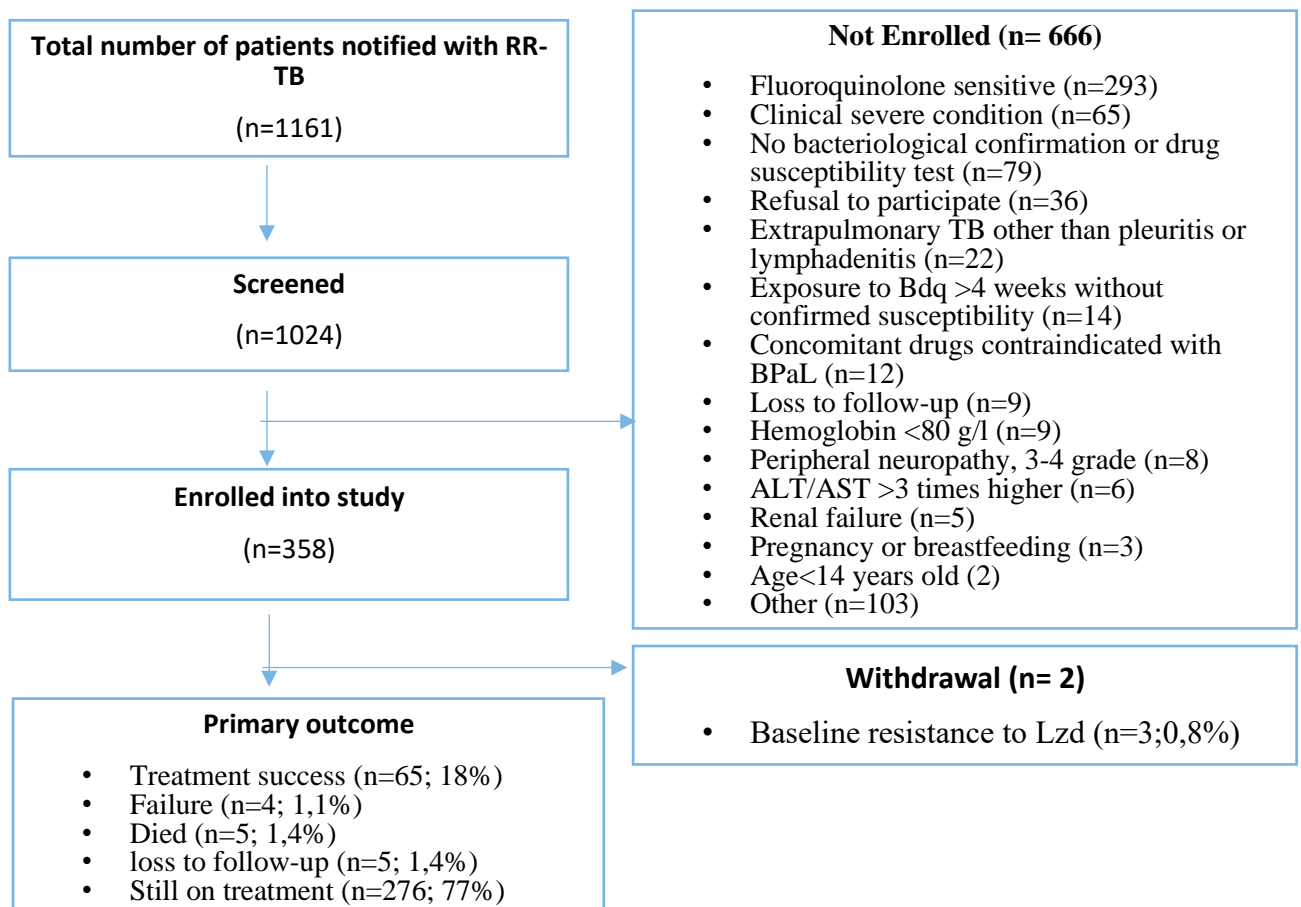 Total number of patients notified with RR-
TB
(n=1161)
Screened
(n=1024)
Enrolled into study
(n=358)
Primary outcome
• Treatment success (n=65; 18%)
• Failure (n=4; 1,1%)
• Died (n=5; 1,4%)
• loss to follow-up (n=5; 1,4%)
• Still on treatment (n=276; 77%)
Not Enrolled (n= 666)
• Fluoroquinolone sensitive (n=293)
• Clinical severe condition (n=65)
• No bacteriological confirmation or drug
susceptibility test (n=79)
• Refusal to participate (n=36)
• Extrapulmonary TB other than pleuritis or
lymphadenitis (n=22)
• Exposure to Bdq >4 weeks without
confirmed susceptibility (n=14)
• Concomitant drugs contraindicated with
BPaL (n=12)
• Loss to follow-up (n=9)
• Hemoglobin <80 g/l (n=9)
• Peripheral neuropathy, 3-4 grade (n=8)
• ALT/AST >3 times higher (n=6)
• Renal failure (n=5)
• Pregnancy or breastfeeding (n=3)
• Age<14 years old (2)
• Other (n=103)
Withdrawal (n= 2)
• Baseline resistance to Lzd (n=3;0,8%)